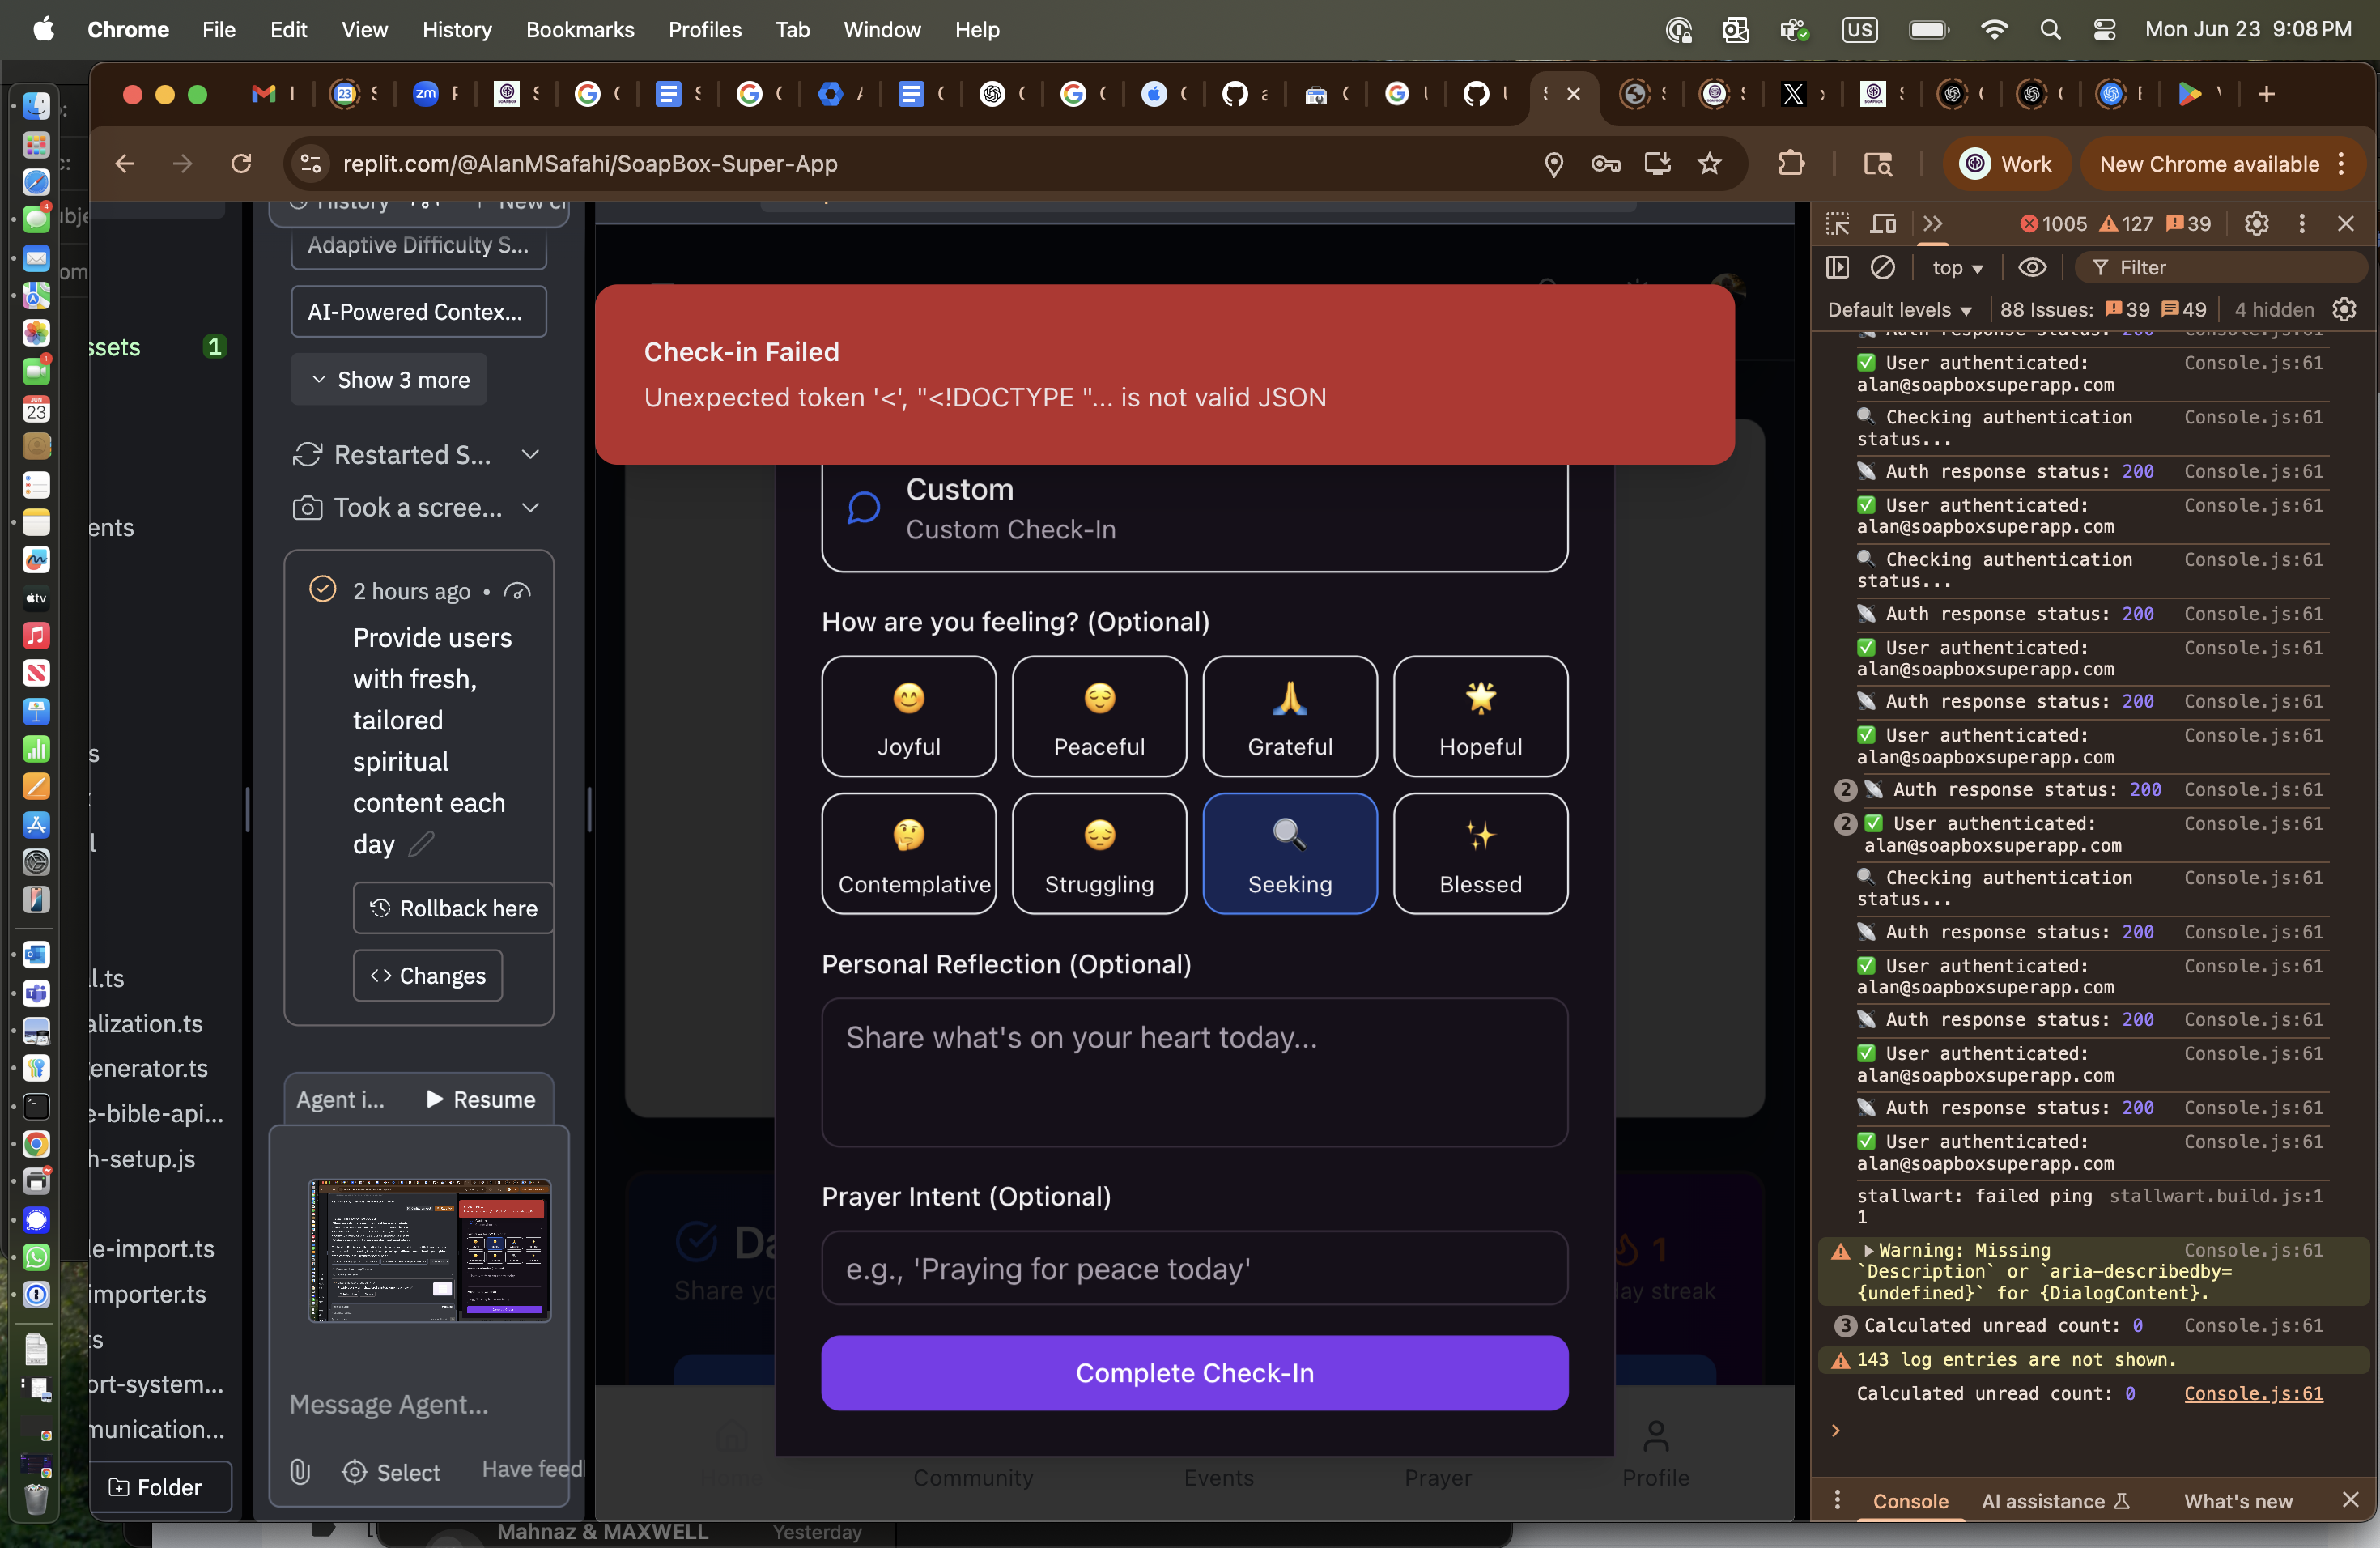 Chrome File Edit View History Bookmarks Profiles Tab Window Help
US
Mon Jun 23 9:08 PM
replit.com/@AlanMSafahi/SoapBox-Super-App
Work
New Chrome available
Adaptive Difficulty S...
AI-Powered Contex...
Show 3 more
Restarted S...
Took a scree...
2 hours ago •
Provide users
with fresh,
tailored
spiritual
content each
day
Rollback here
<> Changes
Agent i...
Resume
Message Agent...
Select
ssets
1
ents
l.ts
alization.ts
enerator.ts
e-bible-api...
h-setup.js
le-import.ts
importer.ts
ts
ort-system...
munication...
Folder
Check-in Failed
Unexpected token '<', "<!DOCTYPE "... is not valid JSON
Custom
Custom Check-In
How are you feeling? (Optional)
Joyful
Peaceful
Grateful
Hopeful
Contemplative
Struggling
Seeking
Blessed
Personal Reflection (Optional)
Share what's on your heart today...
Prayer Intent (Optional)
e.g., 'Praying for peace today'
Complete Check-In
1
Community
Events
Prayer
Profile
1005 127 39
top
Filter
Default levels
88 Issues: 39 49
4 hidden
Auth response status: 200 Console.js:61
User authenticated: Console.js:61
alan@soapboxsuperapp.com
Checking authentication Console.js:61
status...
Auth response status: 200 Console.js:61
User authenticated: Console.js:61
alan@soapboxsuperapp.com
Checking authentication Console.js:61
status...
Auth response status: 200 Console.js:61
User authenticated: Console.js:61
alan@soapboxsuperapp.com
Auth response status: 200 Console.js:61
User authenticated: Console.js:61
alan@soapboxsuperapp.com
2 Auth response status: 200 Console.js:61
2 User authenticated: Console.js:61
alan@soapboxsuperapp.com
Checking authentication Console.js:61
status...
Auth response status: 200 Console.js:61
User authenticated: Console.js:61
alan@soapboxsuperapp.com
Auth response status: 200 Console.js:61
User authenticated: Console.js:61
alan@soapboxsuperapp.com
Auth response status: 200 Console.js:61
User authenticated: Console.js:61
alan@soapboxsuperapp.com
stallwart: failed ping stallwart.build.js:1
1
Warning: Missing Console.js:61
`Description` or `aria-describedby=
{undefined}` for {DialogContent}.
3 Calculated unread count: 0 Console.js:61
143 log entries are not shown.
Calculated unread count: 0 Console.js:61
Console
AI assistance
What's new
Mahnaz & MAXWELL
Yesterday